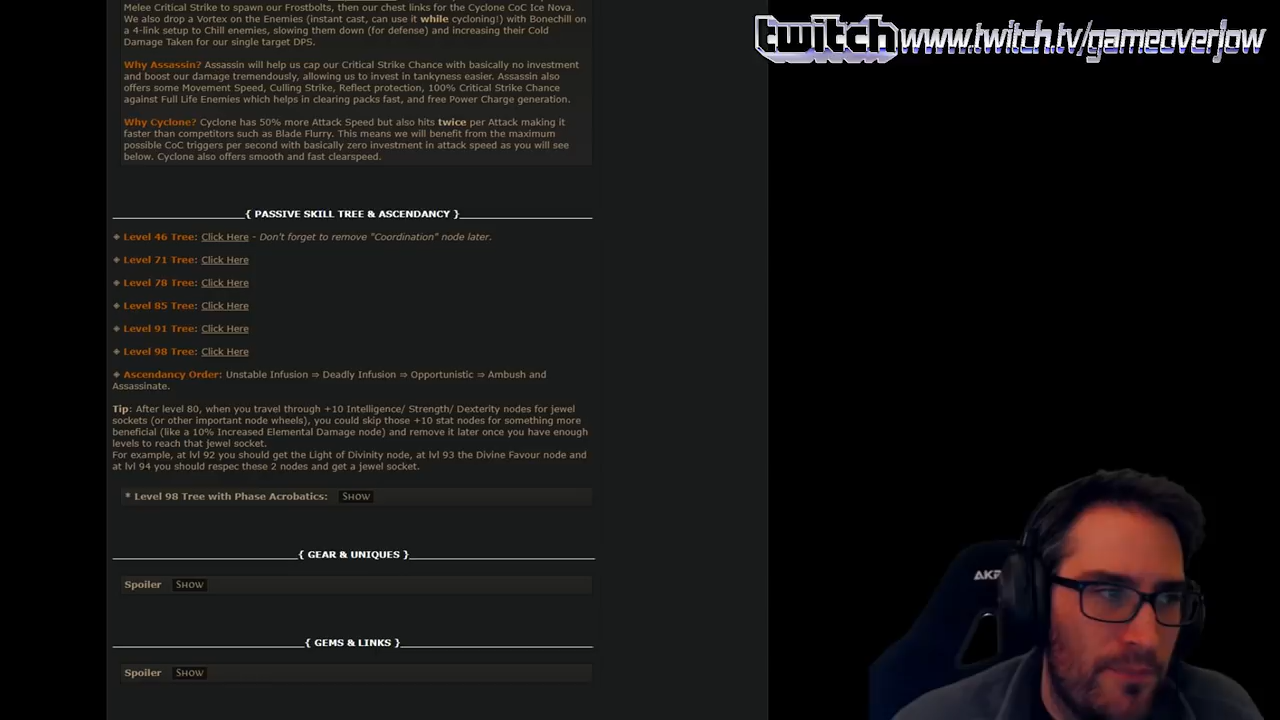 Melee Critical Strike to spawn our Frostbolts, then our chest links for the Cyclone CoC Ice Nova.
We also drop a Vortex on the Enemies (instant cast, can use it while cycloning!) with Bonechill on
a 4-link setup to Chill enemies, slowing them down (for defense) and increasing their Cold
Damage Taken for our single target DPS.
Why Assassin? Assassin will help us cap our Critical Strike Chance with basically no investment
and boost our damage tremendously, allowing us to invest in tankyness easier. Assassin also
offers some Movement Speed, Culling Strike, Reflect protection, 100% Critical Strike Chance
against Full Life Enemies which helps in clearing packs fast, and free Power Charge generation.
Why Cyclone? Cyclone has 50% more Attack Speed but also hits twice per Attack making it
faster than competitors such as Blade Flurry. This means we will benefit from the maximum
possible CoC triggers per second with basically zero investment in attack speed as you will see
below. Cyclone also offers smooth and fast clearspeed.
{ PASSIVE SKILL TREE & ASCENDANCY }
Level 46 Tree: Click Here - Don't forget to remove "Coordination" node later.
Level 71 Tree: Click Here
Level 78 Tree: Click Here
Level 85 Tree: Click Here
Level 91 Tree: Click Here
Level 98 Tree: Click Here
Ascendancy Order: Unstable Infusion ⇒ Deadly Infusion ⇒ Opportunistic ⇒ Ambush and
Assassinate.
Tip: After level 80, when you travel through +10 Intelligence/ Strength/ Dexterity nodes for jewel
sockets (or other important node wheels), you could skip those +10 stat nodes for something more
beneficial (like a 10% Increased Elemental Damage node) and remove it later once you have enough
levels to reach that jewel socket.
For example, at lvl 92 you should get the Light of Divinity node, at lvl 93 the Divine Favour node and
at lvl 94 you should respec these 2 nodes and get a jewel socket.
* Level 98 Tree with Phase Acrobatics: SHOW
{ GEAR & UNIQUES }
Spoiler SHOW
{ GEMS & LINKS }
Spoiler SHOW
twitch www.twitch.tv/gameoverjow